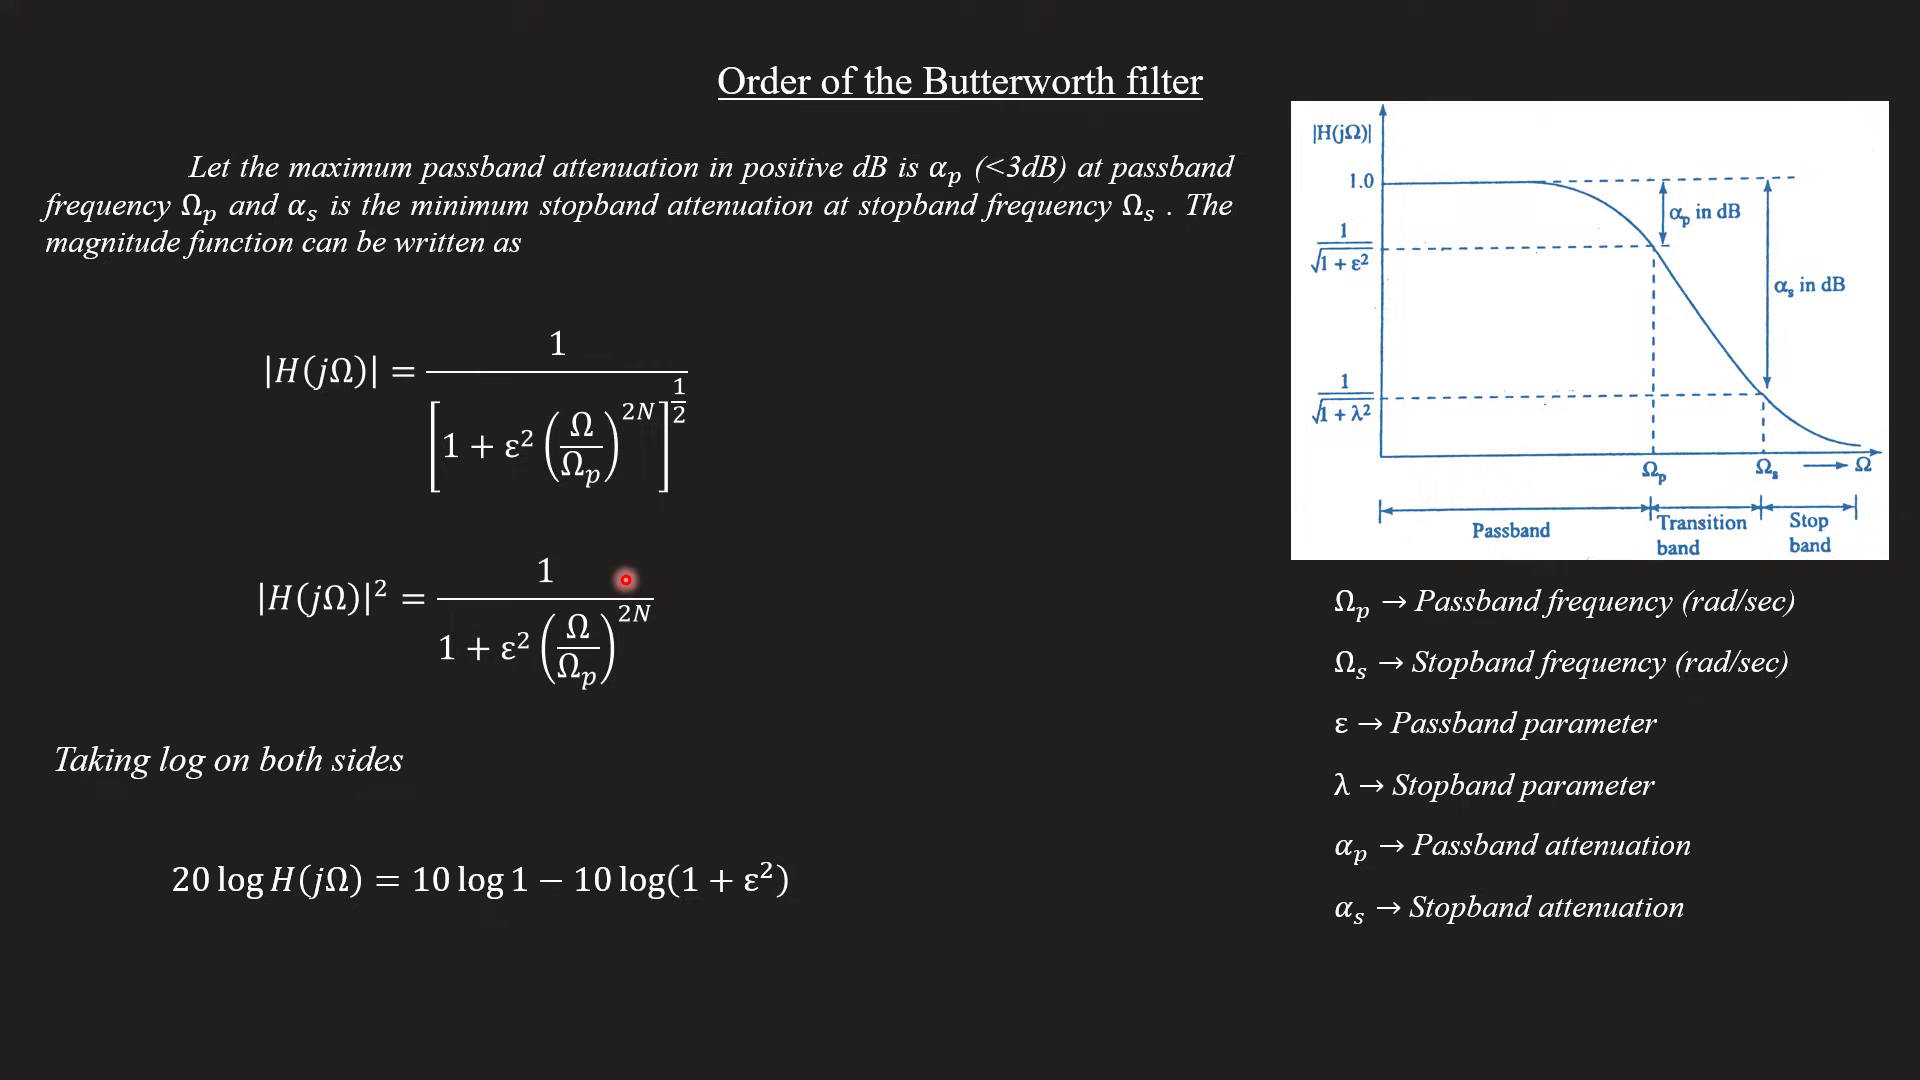 Order of the Butterworth filter
Let the maximum passband attenuation in positive dB is αₚ (<3dB) at passband
frequency Ωₚ and αₛ is the minimum stopband attenuation at stopband frequency Ωₛ . The
magnitude function can be written as
|H(jΩ)| = 1 / [1 + ε² (Ω/Ωₚ)^2N]^1/2
|H(jΩ)|² = 1 / 1 + ε² (Ω/Ωₚ)^2N
Taking log on both sides
20 log H(jΩ) = 10 log 1 − 10 log(1 + ε²)
|H(jΩ)|
1.0
αₚ in dB
1/√1 + ε²
αₛ in dB
1/√1 + λ²
Ωₚ Ωₛ → Ω
Passband
Transition
band
Stop
band
Ωₚ → Passband frequency (rad/sec)
Ωₛ → Stopband frequency (rad/sec)
ε → Passband parameter
λ → Stopband parameter
αₚ → Passband attenuation
αₛ → Stopband attenuation